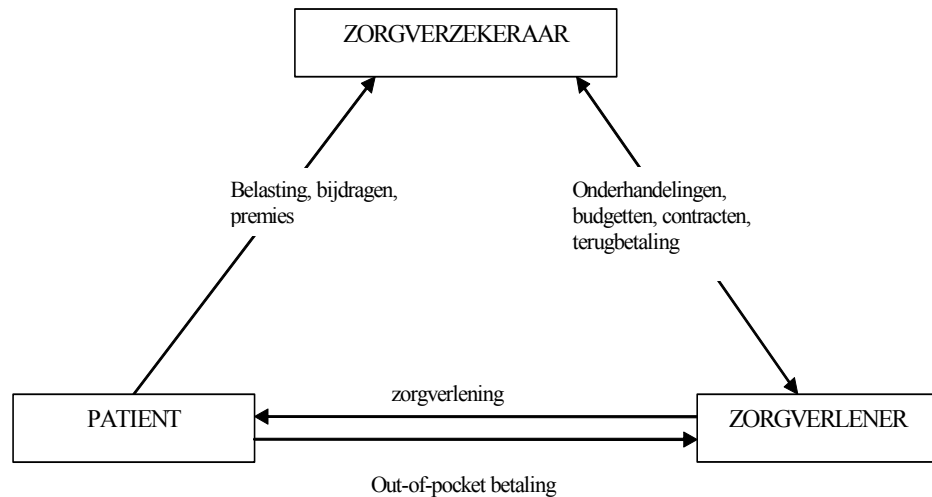 ZORGVERZEKERAAR
Belasting, bijdragen,
premies
Onderhandelingen,
budgetten, contracten,
terugbetaling
zorgverlening
PATIENT
ZORGVERLENER
Out-of-pocket betaling